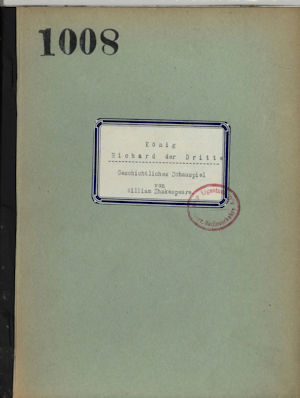 1008
König
Richard der Dritte
Geschichtliches Schauspiel
von
William Shakespeare